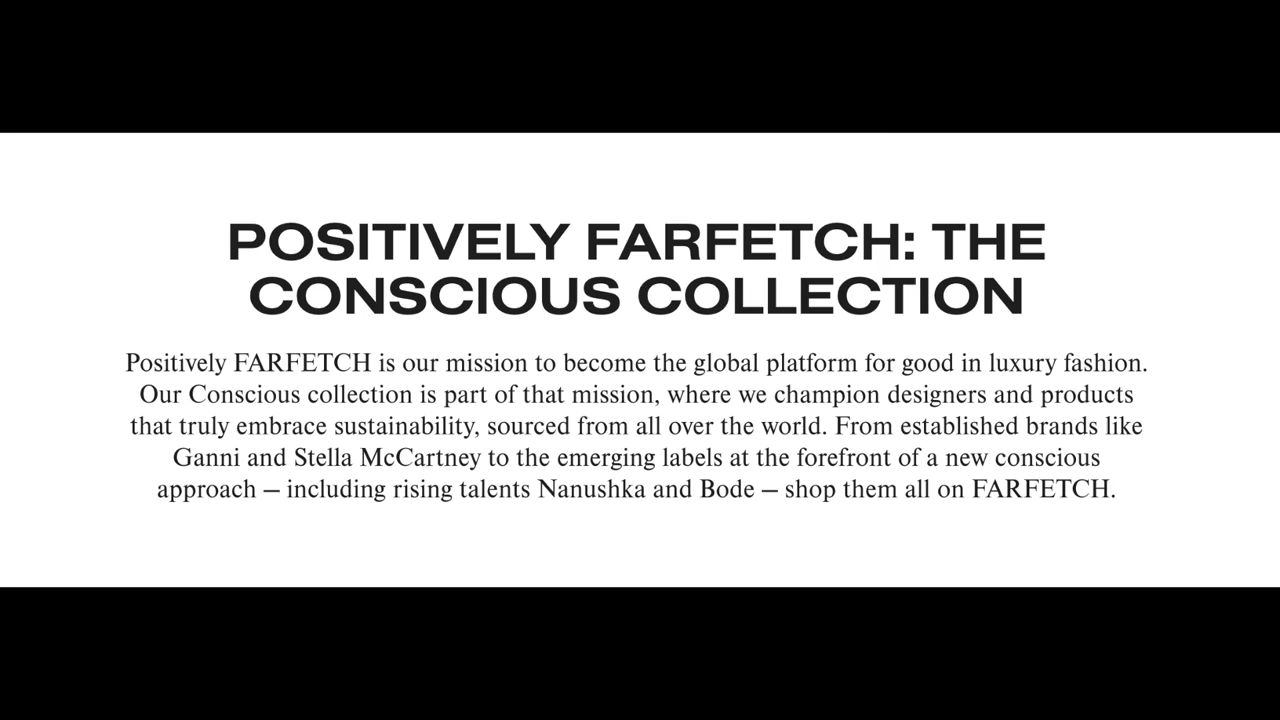 POSITIVELY FARFETCH: THE
CONSCIOUS COLLECTION
Positively FARFETCH is our mission to become the global platform for good in luxury fashion.
Our Conscious collection is part of that mission, where we champion designers and products
that truly embrace sustainability, sourced from all over the world. From established brands like
Ganni and Stella McCartney to the emerging labels at the forefront of a new conscious
approach – including rising talents Nanushka and Bode – shop them all on FARFETCH.